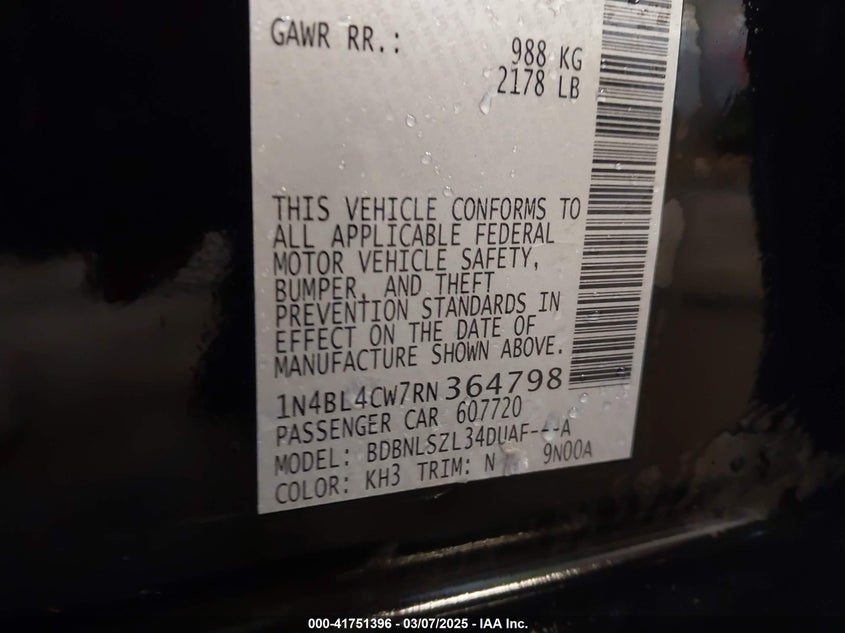 GAWR RR.: 988 KG
2178 LB
THIS VEHICLE CONFORMS TO
ALL APPLICABLE FEDERAL
MOTOR VEHICLE SAFETY,
BUMPER, AND THEFT
PREVENTION STANDARDS IN
EFFECT ON THE DATE OF
MANUFACTURE SHOWN ABOVE.
1N4BL4CW7RN364798
PASSENGER CAR 607720
MODEL: BDBNLSZL34DUAF---A
COLOR: KH3 TRIM: N 9N00A
000-41751396 — 03/07/2025 — IAA Inc.